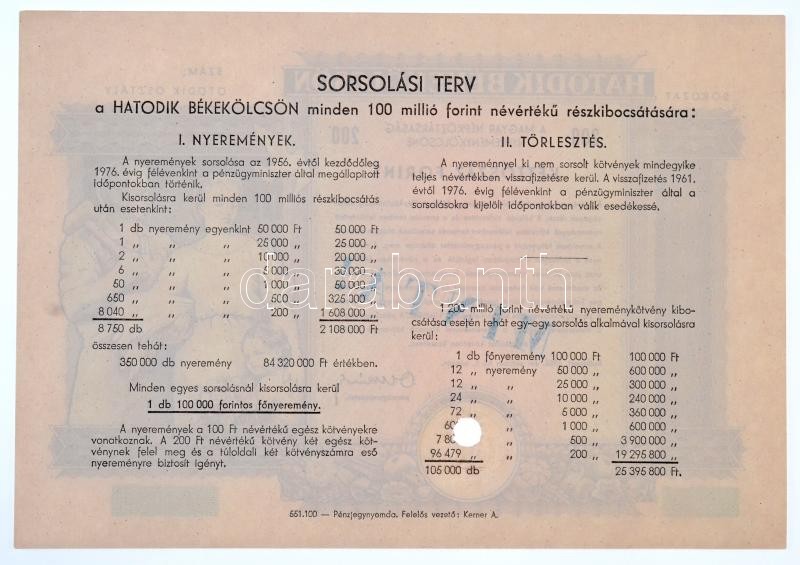 SORSOLÁSI TERV
a HATODIK BÉKEKÖLCSÖN minden 100 millió forint névértékű részkibocsátására:
I. NYEREMÉNYEK.
A nyeremények sorsolása az 1956. évtől kezdődőleg
1976. évig félévenkint a pénzügyminiszter által megállapított
időpontokban történik.
Kisorsolásra kerül minden 100 milliós részkibocsátás
után esetenkint:
1 db nyeremény egyenkint 50 000 Ft 50 000 Ft
1 „ „ „ 25 000 „ 25 000 „
2 „ „ „ 10 000 „ 20 000 „
6 „ „ „ 5 000 „ 30 000 „
50 „ „ „ 1 000 „ 50 000 „
650 „ „ „ 500 „ 325 000 „
8 040 „ „ „ 200 „ 1 608 000 „
8 750 db 2 108 000 Ft
összesen tehát:
350 000 db nyeremény 84 320 000 Ft értékben.
Minden egyes sorsolásnál kisorsolásra kerül
1 db 100 000 forintos főnyeremény.
A nyeremények a 100 Ft névértékű egész kötvényekre
vonatkoznak. A 200 Ft névértékű kötvény két egész köt-
vénynek felel meg és a túloldali két kötvényszámra eső
nyereményre biztosít igényt.
II. TÖRLESZTÉS.
A nyereménnyel ki nem sorsolt kötvények mindegyike
teljes névértékben visszafizetésre kerül. A visszafizetés 1961.
évtől 1976. évig félévenkint a pénzügyminiszter által a
sorsolásokra kijelölt időpontokban válik esedékessé.
1 200 millió forint névértékű nyereménykötvény kibo-
csátása esetén tehát egy-egy sorsolás alkalmával kisorsolásra
kerül:
1 db főnyeremény 100 000 Ft 100 000 Ft
12 „ nyeremény 50 000 „ 600 000 „
12 „ „ 25 000 „ 300 000 „
24 „ „ 10 000 „ 240 000 „
72 „ „ 5 000 „ 360 000 „
60 „ 1 000 „ 600 000 „
7 80 „ 500 „ 3 900 000 „
96 479 „ „ 200 „ 19 295 800 „
105 000 db 25 395 800 Ft.
551.100 — Pénzjegynyomda. Felelős vezető: Kerner A.
darabanth